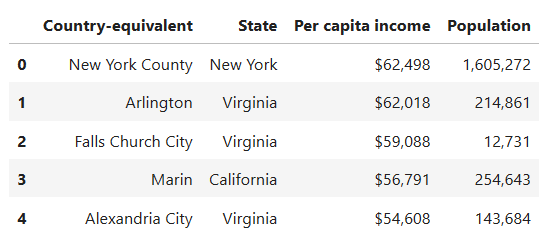 Country-equivalent State Per capita income Population
0 New York County New York $62,498 1,605,272
1 Arlington Virginia $62,018 214,861
2 Falls Church City Virginia $59,088 12,731
3 Marin California $56,791 254,643
4 Alexandria City Virginia $54,608 143,684